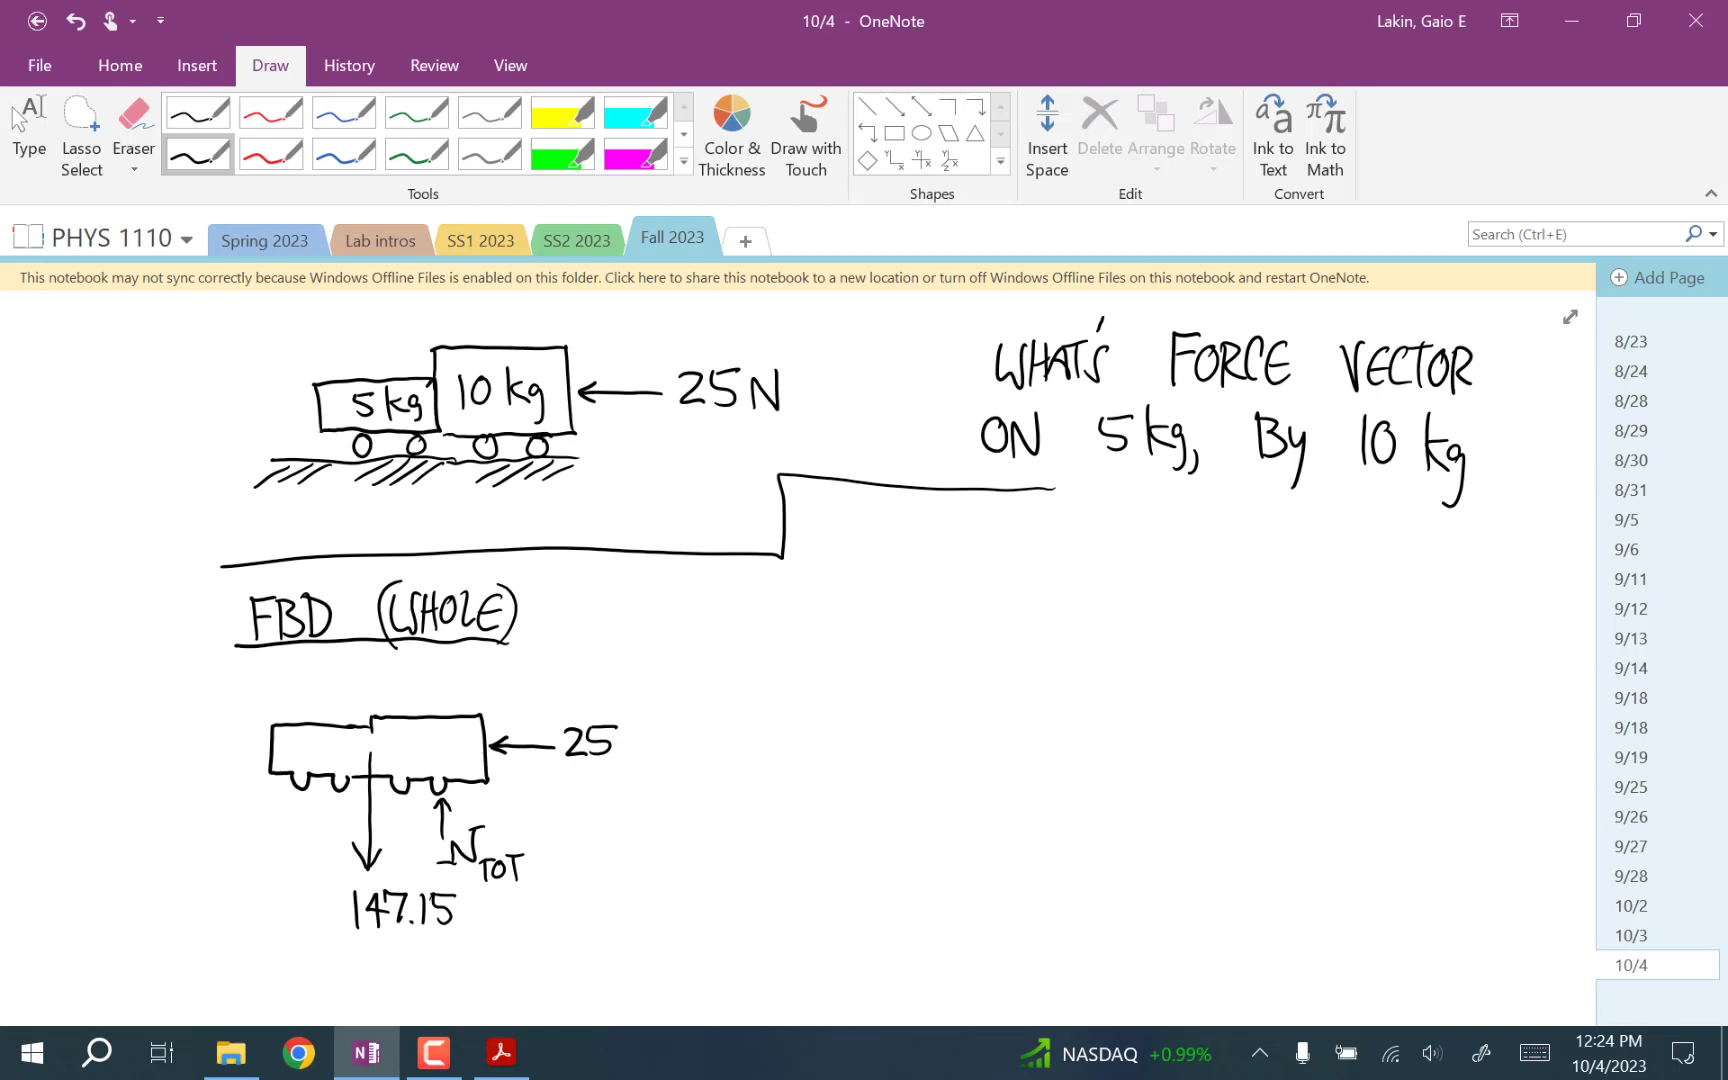 10/4 - OneNote
Lakin, Gaio E
File Home Insert Draw History Review View
Type
Lasso Select
Eraser
Color & Thickness
Draw with Touch
Insert Space
Delete
Arrange
Rotate
Ink to Text
Ink to Math
Tools
Shapes
Edit
Convert
PHYS 1110
Spring 2023
Lab intros
SS1 2023
SS2 2023
Fall 2023
Search (Ctrl+E)
This notebook may not sync correctly because Windows Offline Files is enabled on this folder. Click here to share this notebook to a new location or turn off Windows Offline Files on this notebook and restart OneNote.
Add Page
5 kg
10 kg
25 N
WHAT'S FORCE VECTOR
ON 5 kg, By 10 kg
FBD (WHOLE)
25
N TOT
147.15
8/23
8/24
8/28
8/29
8/30
8/31
9/5
9/6
9/11
9/12
9/13
9/14
9/18
9/18
9/19
9/25
9/26
9/27
9/28
10/2
10/3
10/4
NASDAQ +0.99%
12:24 PM
10/4/2023